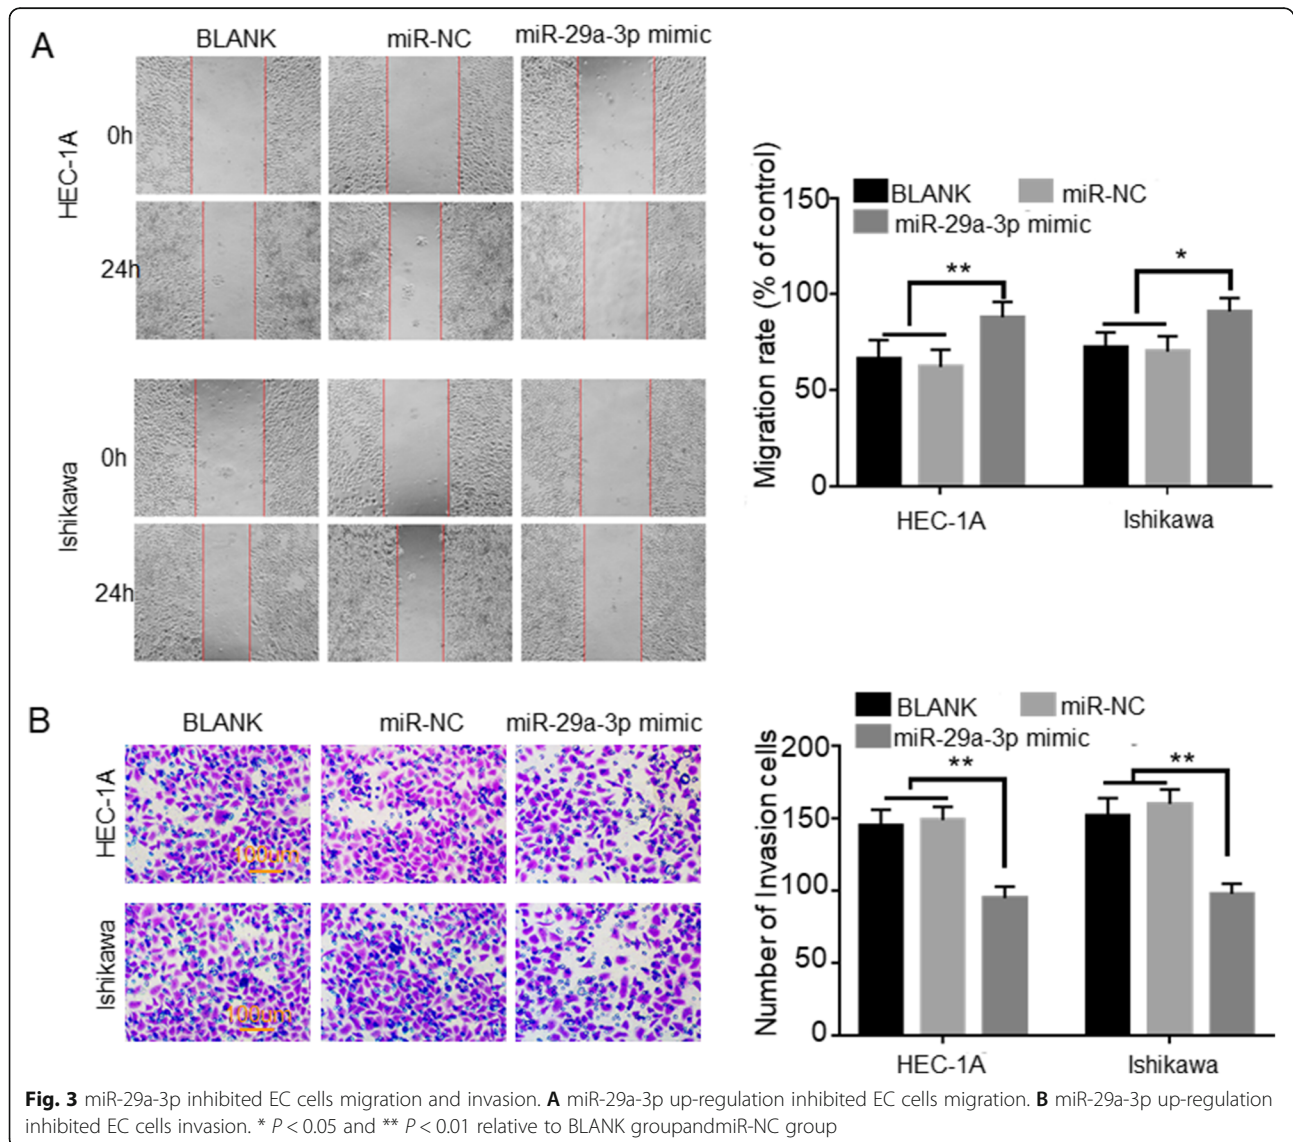 A
BLANK miR-NC miR-29a-3p mimic
HEC-1A
0h
24h
Ishikawa
0h
24h
Migration rate (% of control)
150
100
50
0
BLANK miR-NC
miR-29a-3p mimic
**
*
HEC-1A Ishikawa
B
BLANK miR-NC miR-29a-3p mimic
HEC-1A
100um
Ishikawa
100um
Number of Invasion cells
200
150
100
50
0
BLANK miR-NC
miR-29a-3p mimic
**
**
HEC-1A Ishikawa
Fig. 3 miR-29a-3p inhibited EC cells migration and invasion. A miR-29a-3p up-regulation inhibited EC cells migration. B miR-29a-3p up-regulation
inhibited EC cells invasion. * P < 0.05 and ** P < 0.01 relative to BLANK groupandmiR-NC group